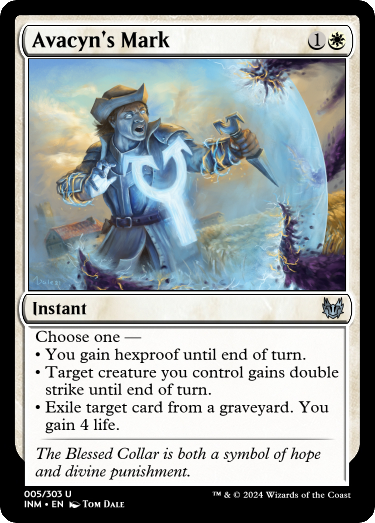 Avacyn's Mark 1
Instant
Choose one —
• You gain hexproof until end of turn.
• Target creature you control gains double
strike until end of turn.
• Exile target card from a graveyard. You
gain 4 life.
The Blessed Collar is both a symbol of hope
and divine punishment.
005/303 U
INM • EN Tom Dale
™ & © 2024 Wizards of the Coast